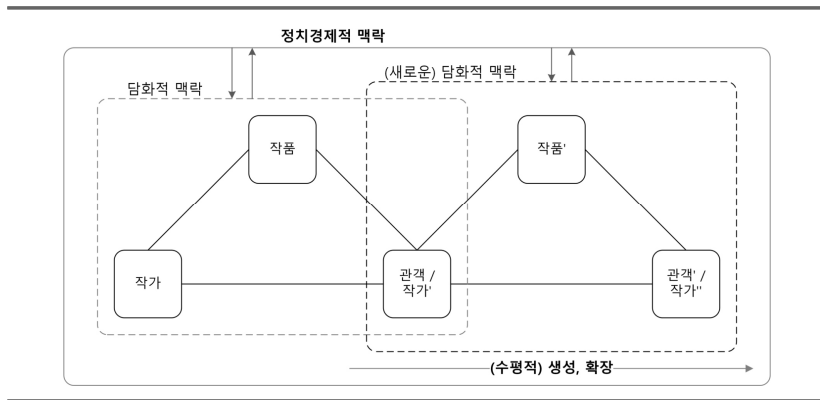 정치경제적 맥락
(새로운) 담화적 맥락
담화적 맥락
작품
작품'
작가
관객 /
작가'
관객' /
작가''
(수평적) 생성, 확장